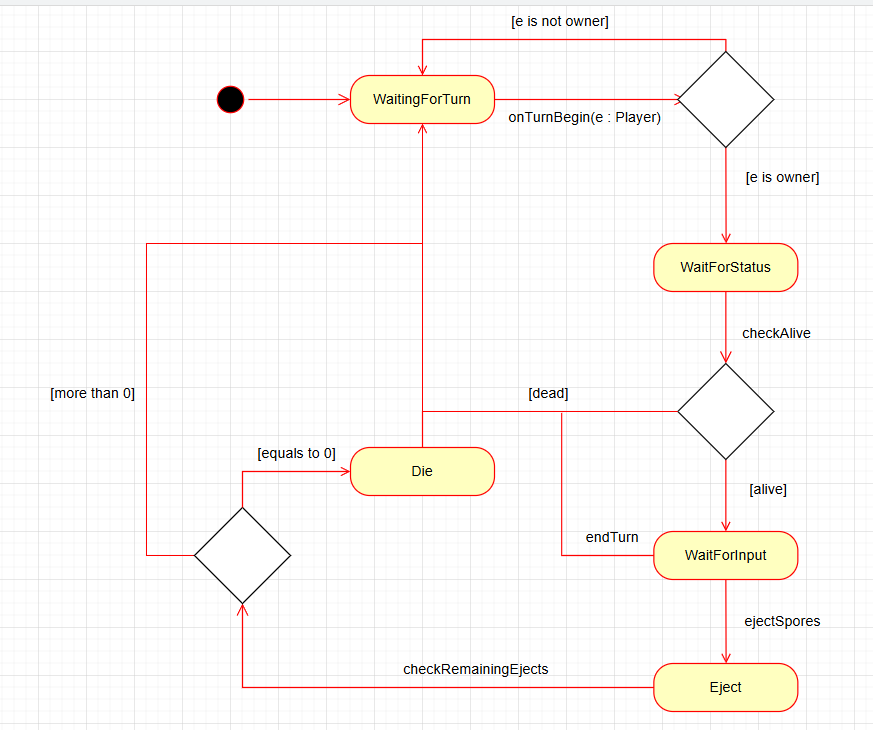 [e is not owner]
WaitingForTurn
onTurnBegin(e : Player)
[e is owner]
WaitForStatus
checkAlive
[more than 0]
[dead]
[equals to 0]
Die
[alive]
endTurn
WaitForInput
ejectSpores
checkRemainingEjects
Eject